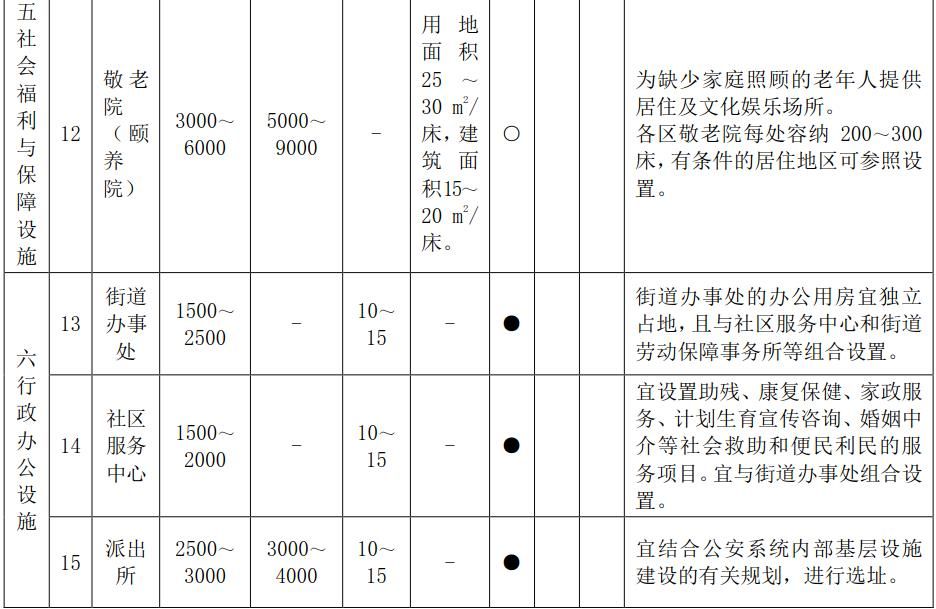 五社会福利与保障设施
12
敬老
院
（颐
养
院）
3000～
6000
5000～
9000
-
用地
面积
25～
30 m²/
床，建
筑面
积15～
20 m²/
床。
○
为缺少家庭照顾的老年人提供
居住及文化娱乐场所。
各区敬老院每处容纳 200～300
床，有条件的居住地区可参照设
置。
六行政办公设施
13
街道
办事
处
1500～
2500
-
10～
15
-
●
街道办事处的办公用房宜独立
占地，且与社区服务中心和街道
劳动保障事务所等组合设置。
14
社区
服务
中心
1500～
2000
-
10～
15
-
●
宜设置助残、康复保健、家政服
务、计划生育宣传咨询、婚姻中
介等社会救助和便民利民的服
务项目。宜与街道办事处组合设
置。
15
派出
所
2500～
3000
3000～
4000
10～
15
-
●
宜结合公安系统内部基层设施
建设的有关规划，进行选址。